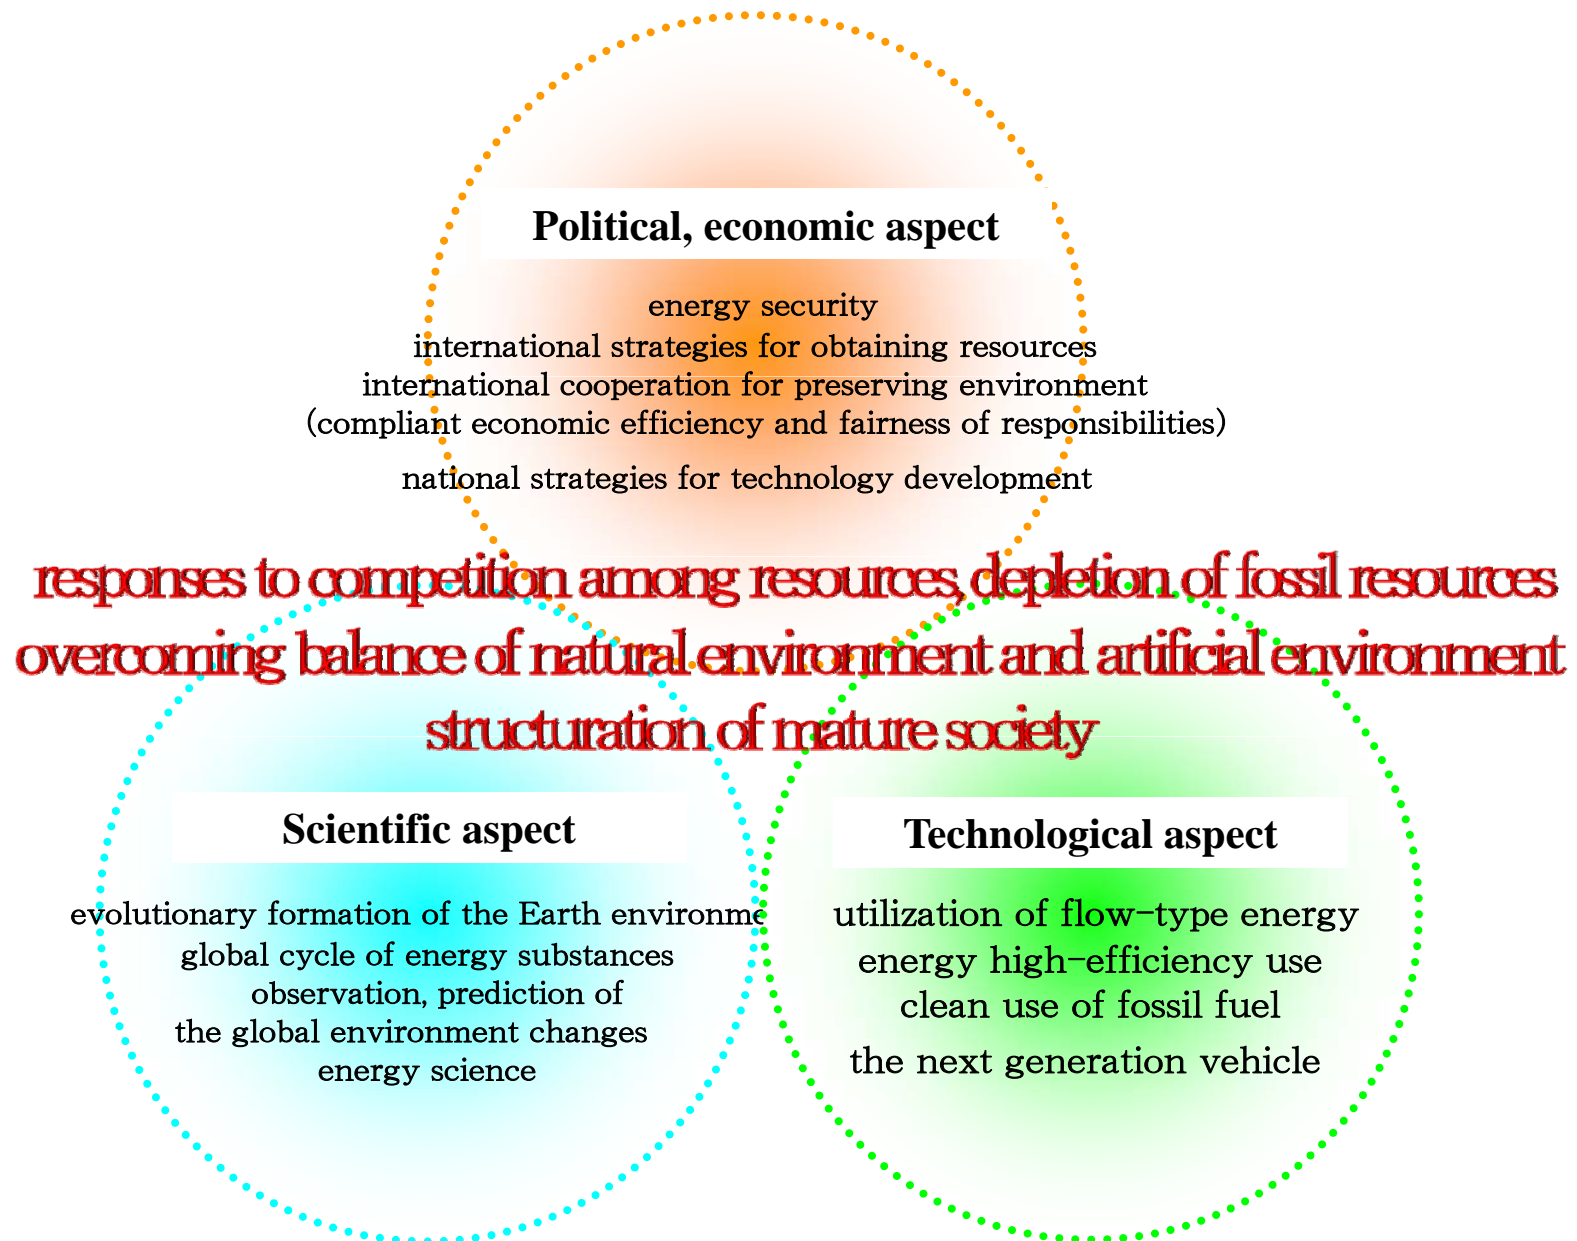 Political, economic aspect
energy security
international strategies for obtaining resources
international cooperation for preserving environment
(compliant economic efficiency and fairness of responsibilities)
national strategies for technology development
responses to competition among resources, depletion of fossil resources
overcoming balance of natural environment and artificial environment
structuration of mature society
Scientific aspect
evolutionary formation of the Earth environme
global cycle of energy substances
observation, prediction of
the global environment changes
energy science
Technological aspect
utilization of flow-type energy
energy high-efficiency use
clean use of fossil fuel
the next generation vehicle